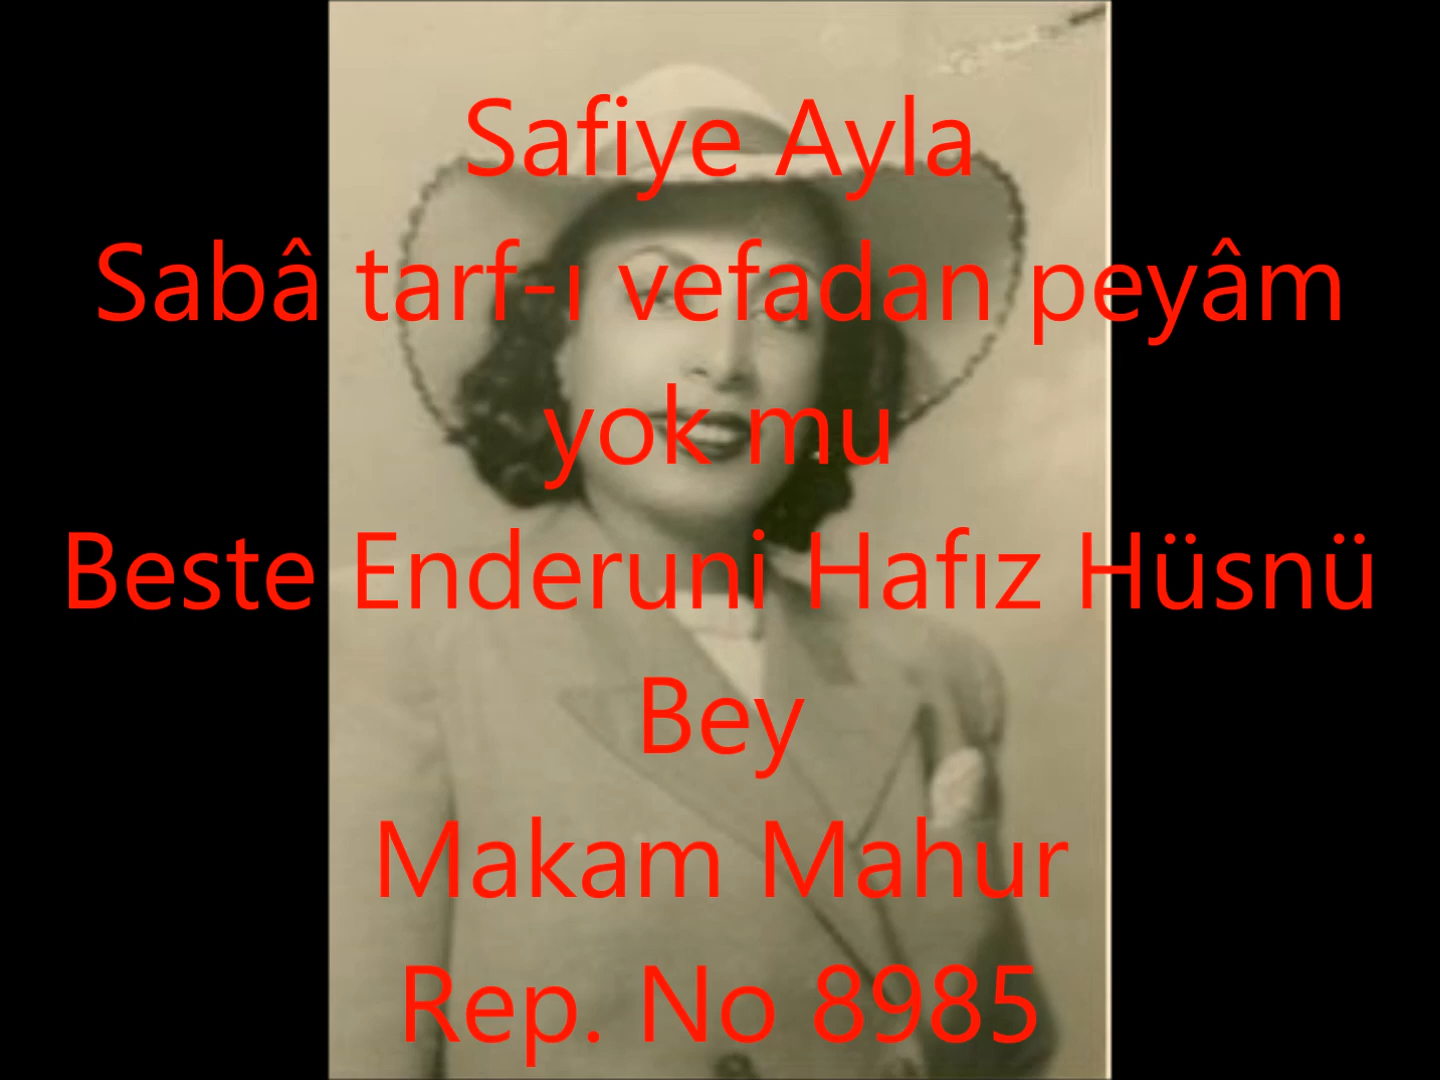 Safiye Ayla
Sabâ tarf-ı vefadan peyâm
yok mu
Beste Enderuni Hafız Hüsnü
Bey
Makam Mahur
Rep. No 8985